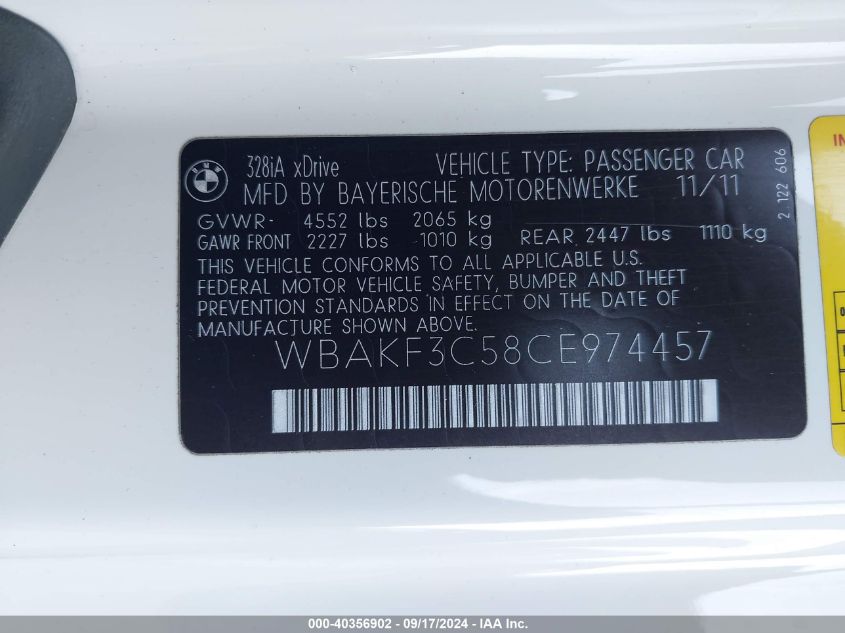 BMW
328iA xDrive VEHICLE TYPE: PASSENGER CAR
MFD BY BAYERISCHE MOTORENWERKE 11/11
GVWR- 4552 lbs 2065 kg
GAWR FRONT 2227 lbs 1010 kg REAR 2447 lbs 1110 kg
THIS VEHICLE CONFORMS TO ALL APPLICABLE U.S.
FEDERAL MOTOR VEHICLE SAFETY, BUMPER AND THEFT
PREVENTION STANDARDS IN EFFECT ON THE DATE OF
MANUFACTURE SHOWN ABOVE.
WBAKF3C58CE974457
2 122 606
000-40356902 - 09/17/2024 - IAAI.com